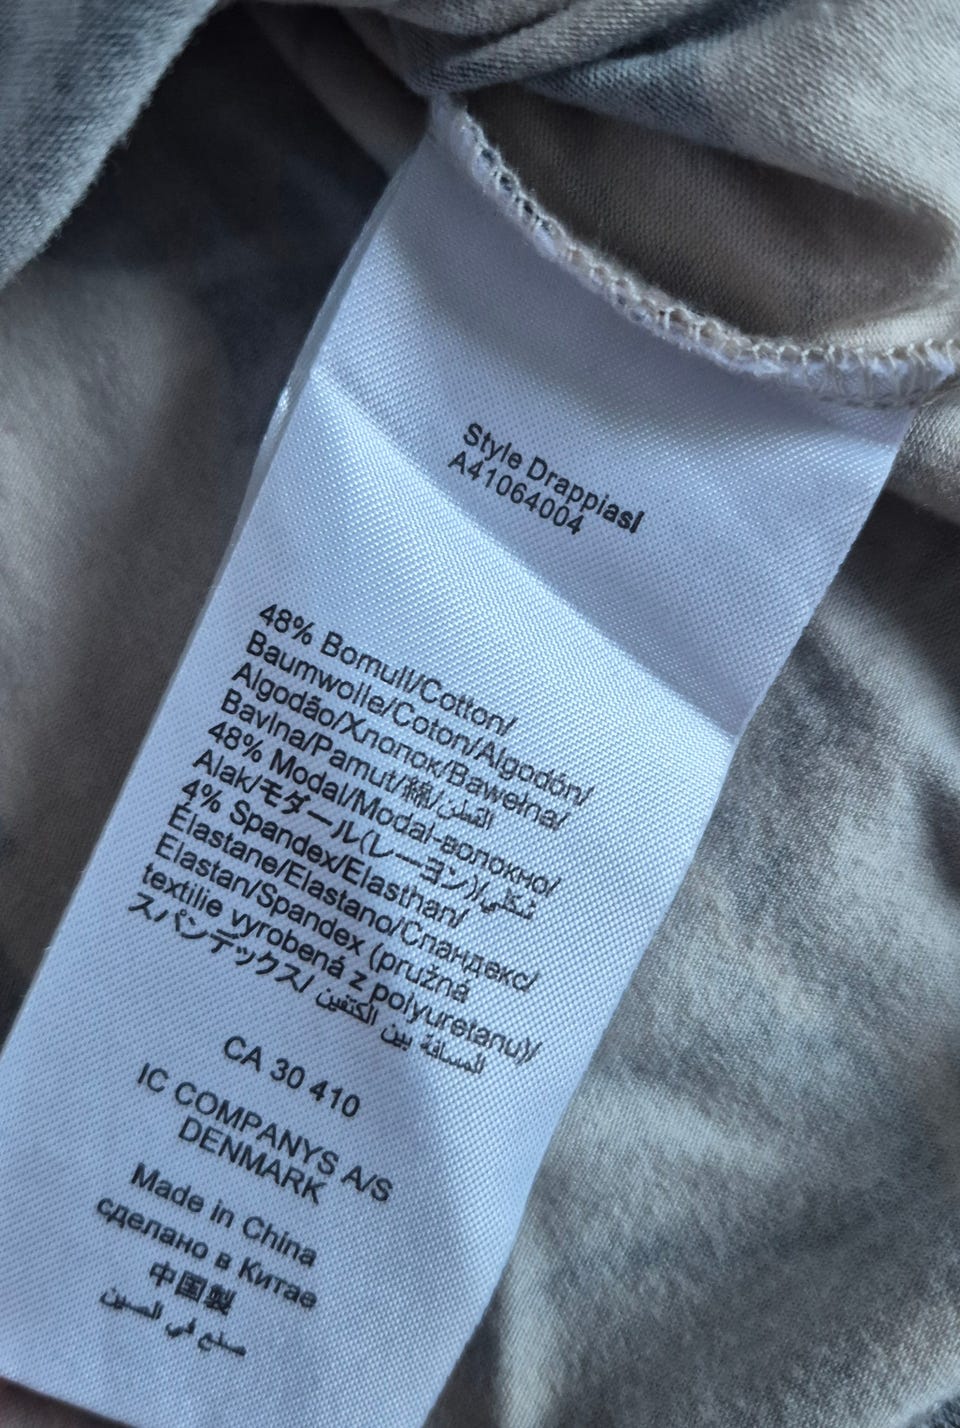 Style Drappiasl
A41064004
48% Bomull/Cotton/
Baumwolle/Coton/Algodón/
Algodão/Хлопок/Bawełna/
Bavlna/Pamut/綿/القطن/
48% Modal/Modal-волокно/
Alak/モダール(レーヨン)/شكلي/
4% Spandex/Elasthan/
Elastane/Elastano/Спандекс/
Elastan/Spandex (pružná
textilie vyrobená z polyuretanu)/
スパンデックス/ المسافة بين الكتفين
CA 30 410
IC COMPANYS A/S
DENMARK
Made in China
сделано в Китае
中国製
صنع في الصين